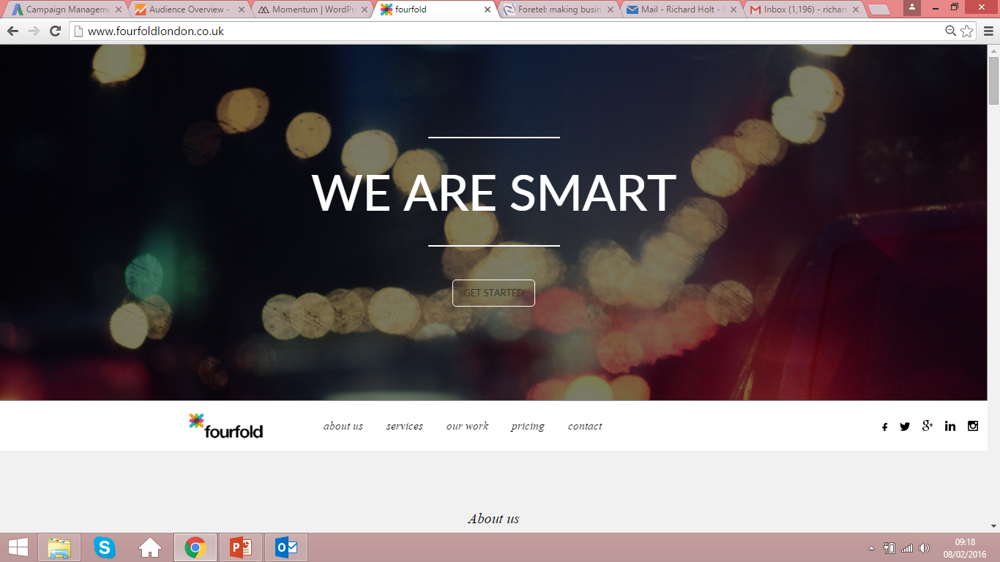 Campaign Manageme
Audience Overview -
Momentum | WordPr
fourfold
Foretel: making busin
Mail - Richard Holt -
Inbox (1,196) - richar
www.fourfoldlondon.co.uk
WE ARE SMART
GET STARTED
fourfold
about us
services
our work
pricing
contact
About us
09:18
08/02/2016